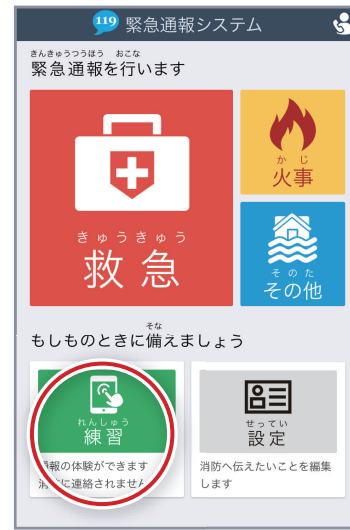 119 緊急通報システム
きんきゅうつうほう おこな
緊急通報を行います
きゅうきゅう
救急
かじ
火事
そのた
その他
そな
もしものときに備えましょう
れんしゅう
練習
通報の体験ができます
消防に連絡されません
せってい
設定
消防へ伝えたいことを編集
します